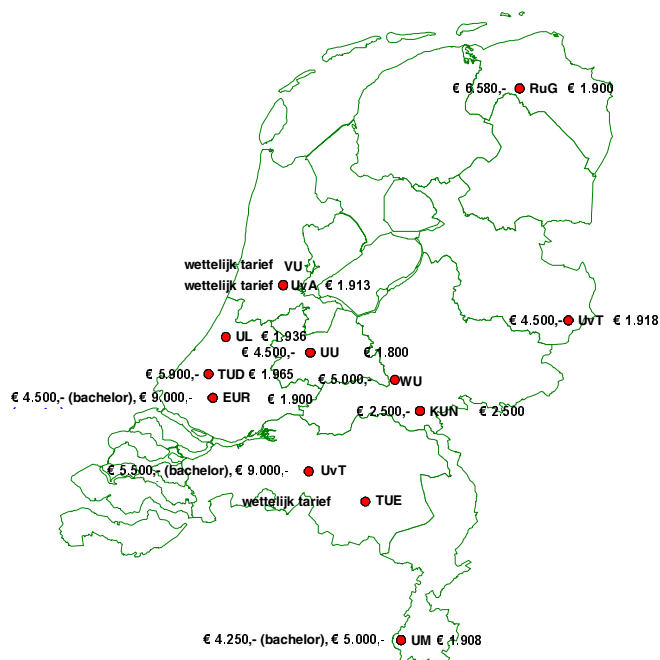 € 6.580,- RuG € 1.900
wettelijk tarief VU
wettelijk tarief UvA € 1.913
€ 4.500,- UvT € 1.918
UL € 1.936
€ 4.500,- UU € 1.800
€ 5.900,- TUD € 1.965
€ 5.000,- WU
€ 4.500,- (bachelor), € 9.000,- EUR € 1.900
€ 2.500,- KUN € 2.500
€ 5.500,- (bachelor), € 9.000,- UvT
wettelijk tarief TUE
€ 4.250,- (bachelor), € 5.000,- UM € 1.908